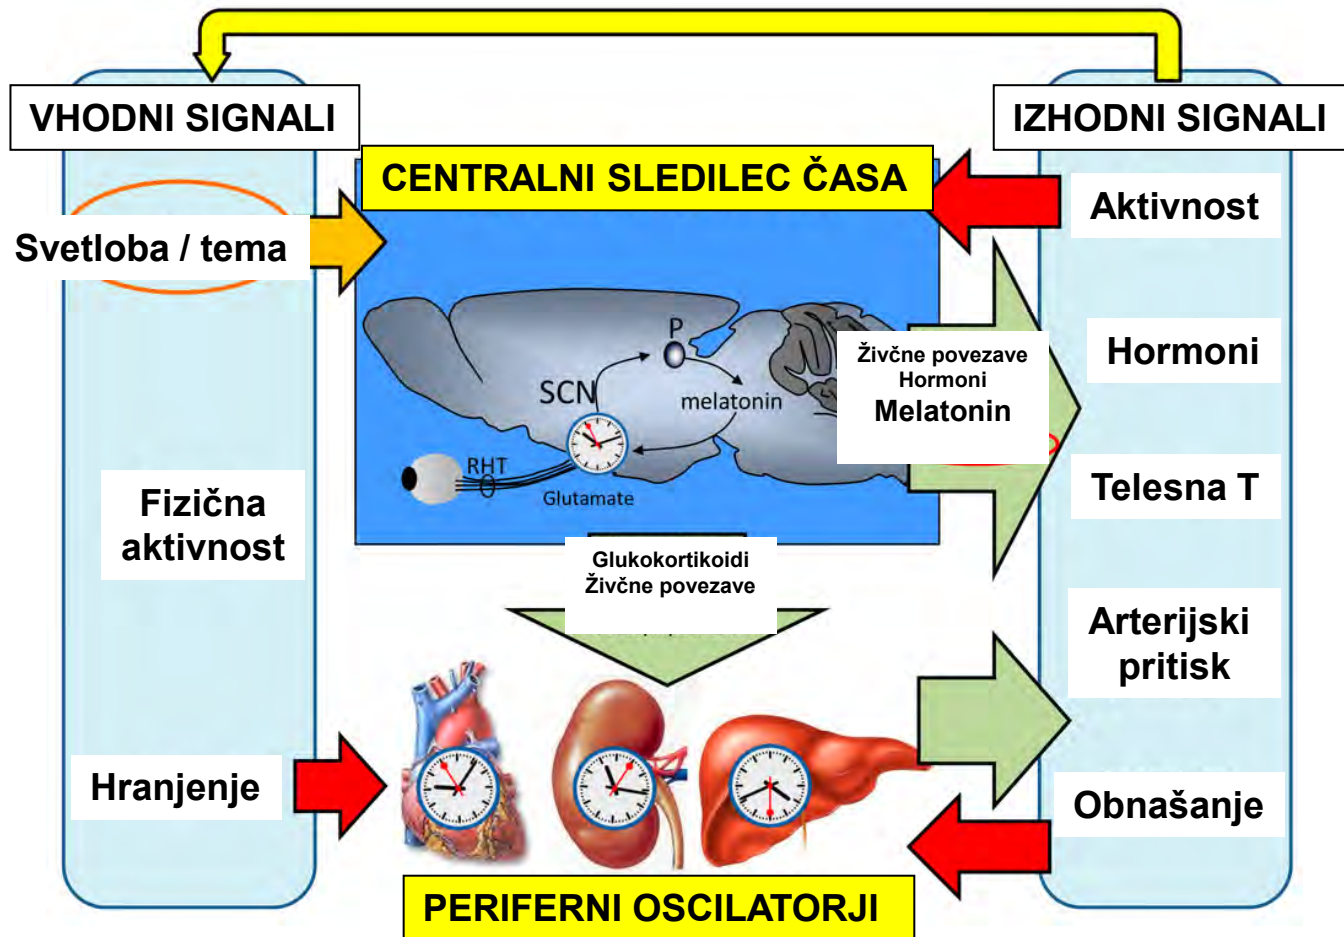 VHODNI SIGNALI
IZHODNI SIGNALI
CENTRALNI SLEDILEC ČASA
Svetloba / tema
Fizična
aktivnost
Hranjenje
P
SCN
melatonin
RHT
Glutamate
Živčne povezave
Hormoni
Melatonin
Glukokortikoidi
Živčne povezave
Aktivnost
Hormoni
Telesna T
Arterijski
pritisk
Obnašanje
PERIFERNI OSCILATORJI